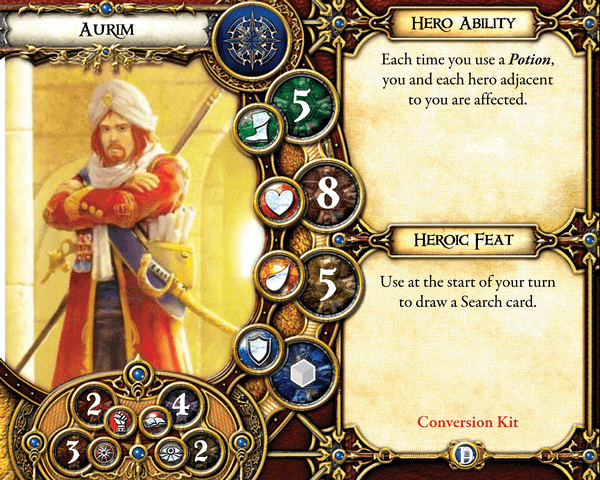 AURIM
HERO ABILITY
Each time you use a Potion,
you and each hero adjacent
to you are affected.
5
8
5
HEROIC FEAT
Use at the start of your turn
to draw a Search card.
2
4
3
2
Conversion Kit